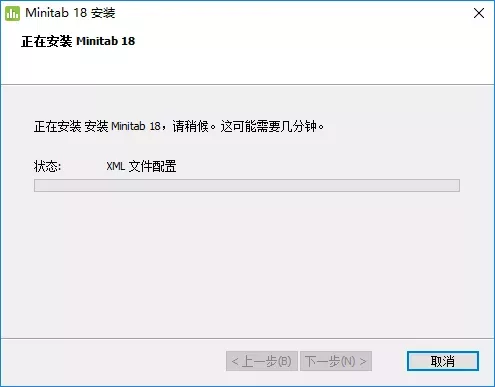 Minitab 18 安装
正在安装 Minitab 18
正在安装 安装 Minitab 18，请稍候。这可能需要几分钟。
状态: XML 文件配置
< 上一步(B) 下一步(N) > 取消